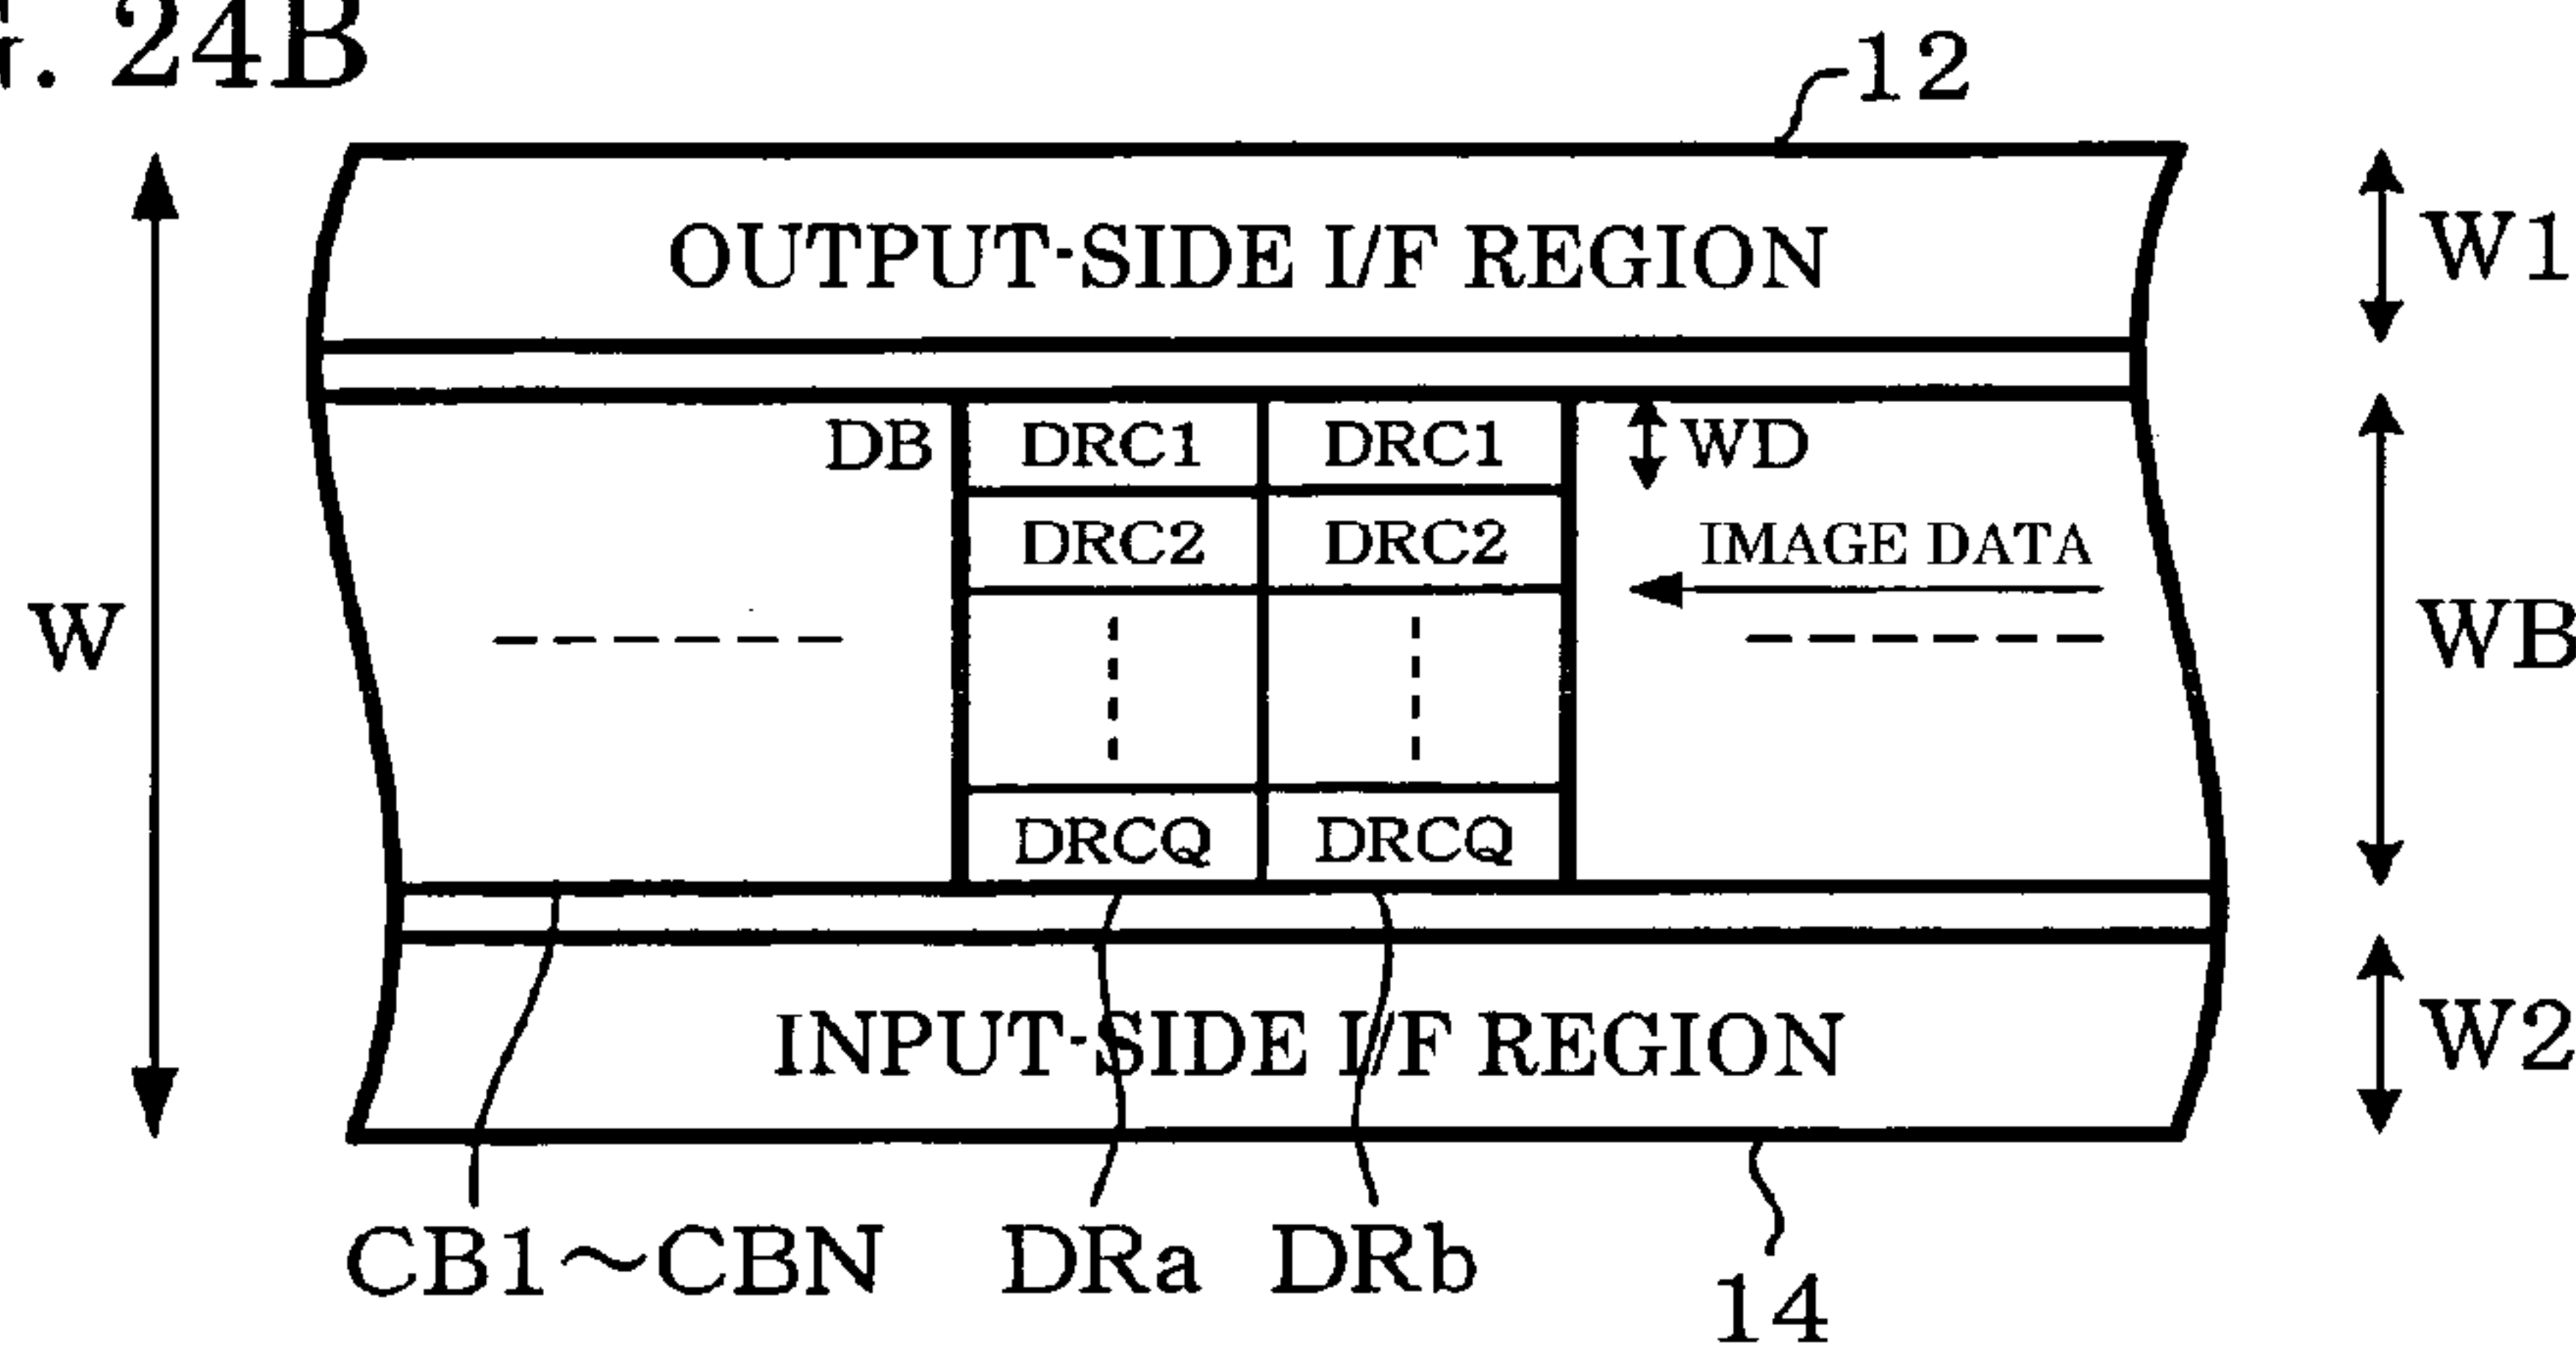 G. 24B
12
OUTPUT-SIDE I/F REGION
W1
DB DRC1 DRC1 WD
DRC2 DRC2 IMAGE DATA
W
WB
DRCQ DRCQ
INPUT-SIDE I/F REGION
W2
CB1~CBN DRa DRb
14